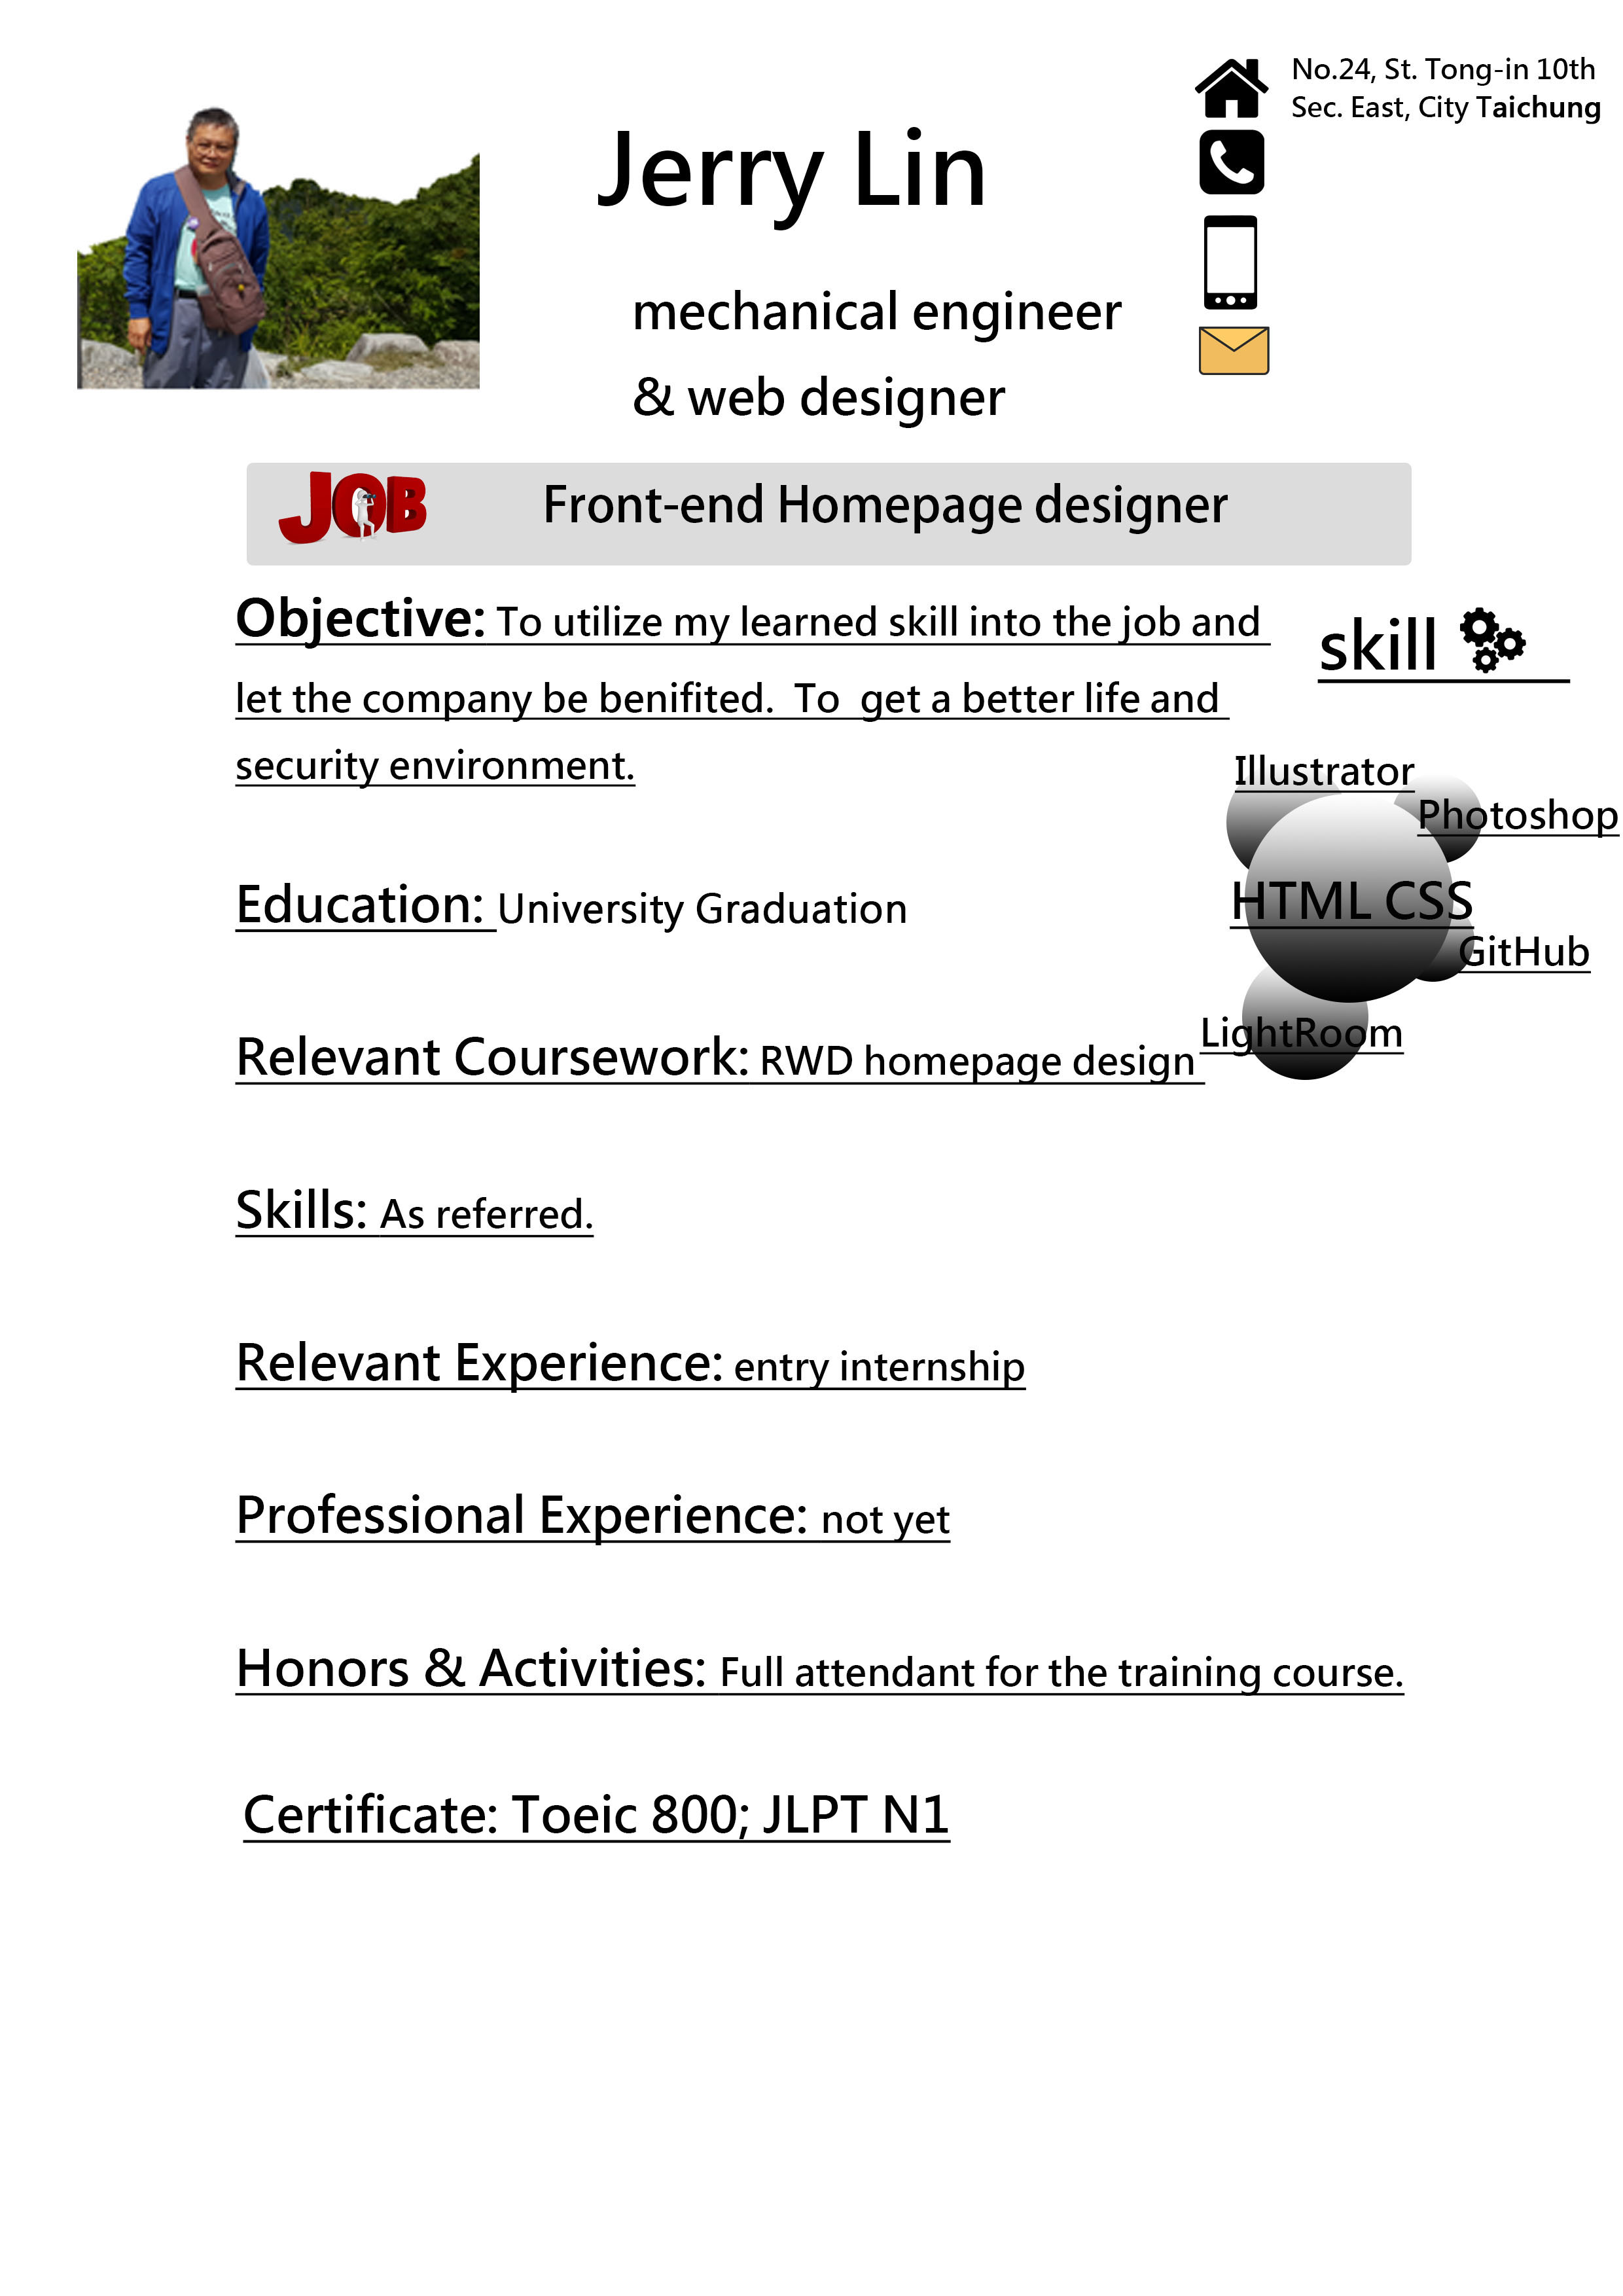 No.24, St. Tong-in 10th
Sec. East, City Taichung
Jerry Lin
mechanical engineer
& web designer
JOB
Front-end Homepage designer
Objective: To utilize my learned skill into the job and
let the company be benifited.  To  get a better life and
security environment.
skill
Illustrator
Photoshop
HTML CSS
GitHub
LightRoom
Education: University Graduation
Relevant Coursework: RWD homepage design
Skills: As referred.
Relevant Experience: entry internship
Professional Experience: not yet
Honors & Activities: Full attendant for the training course.
Certificate: Toeic 800; JLPT N1